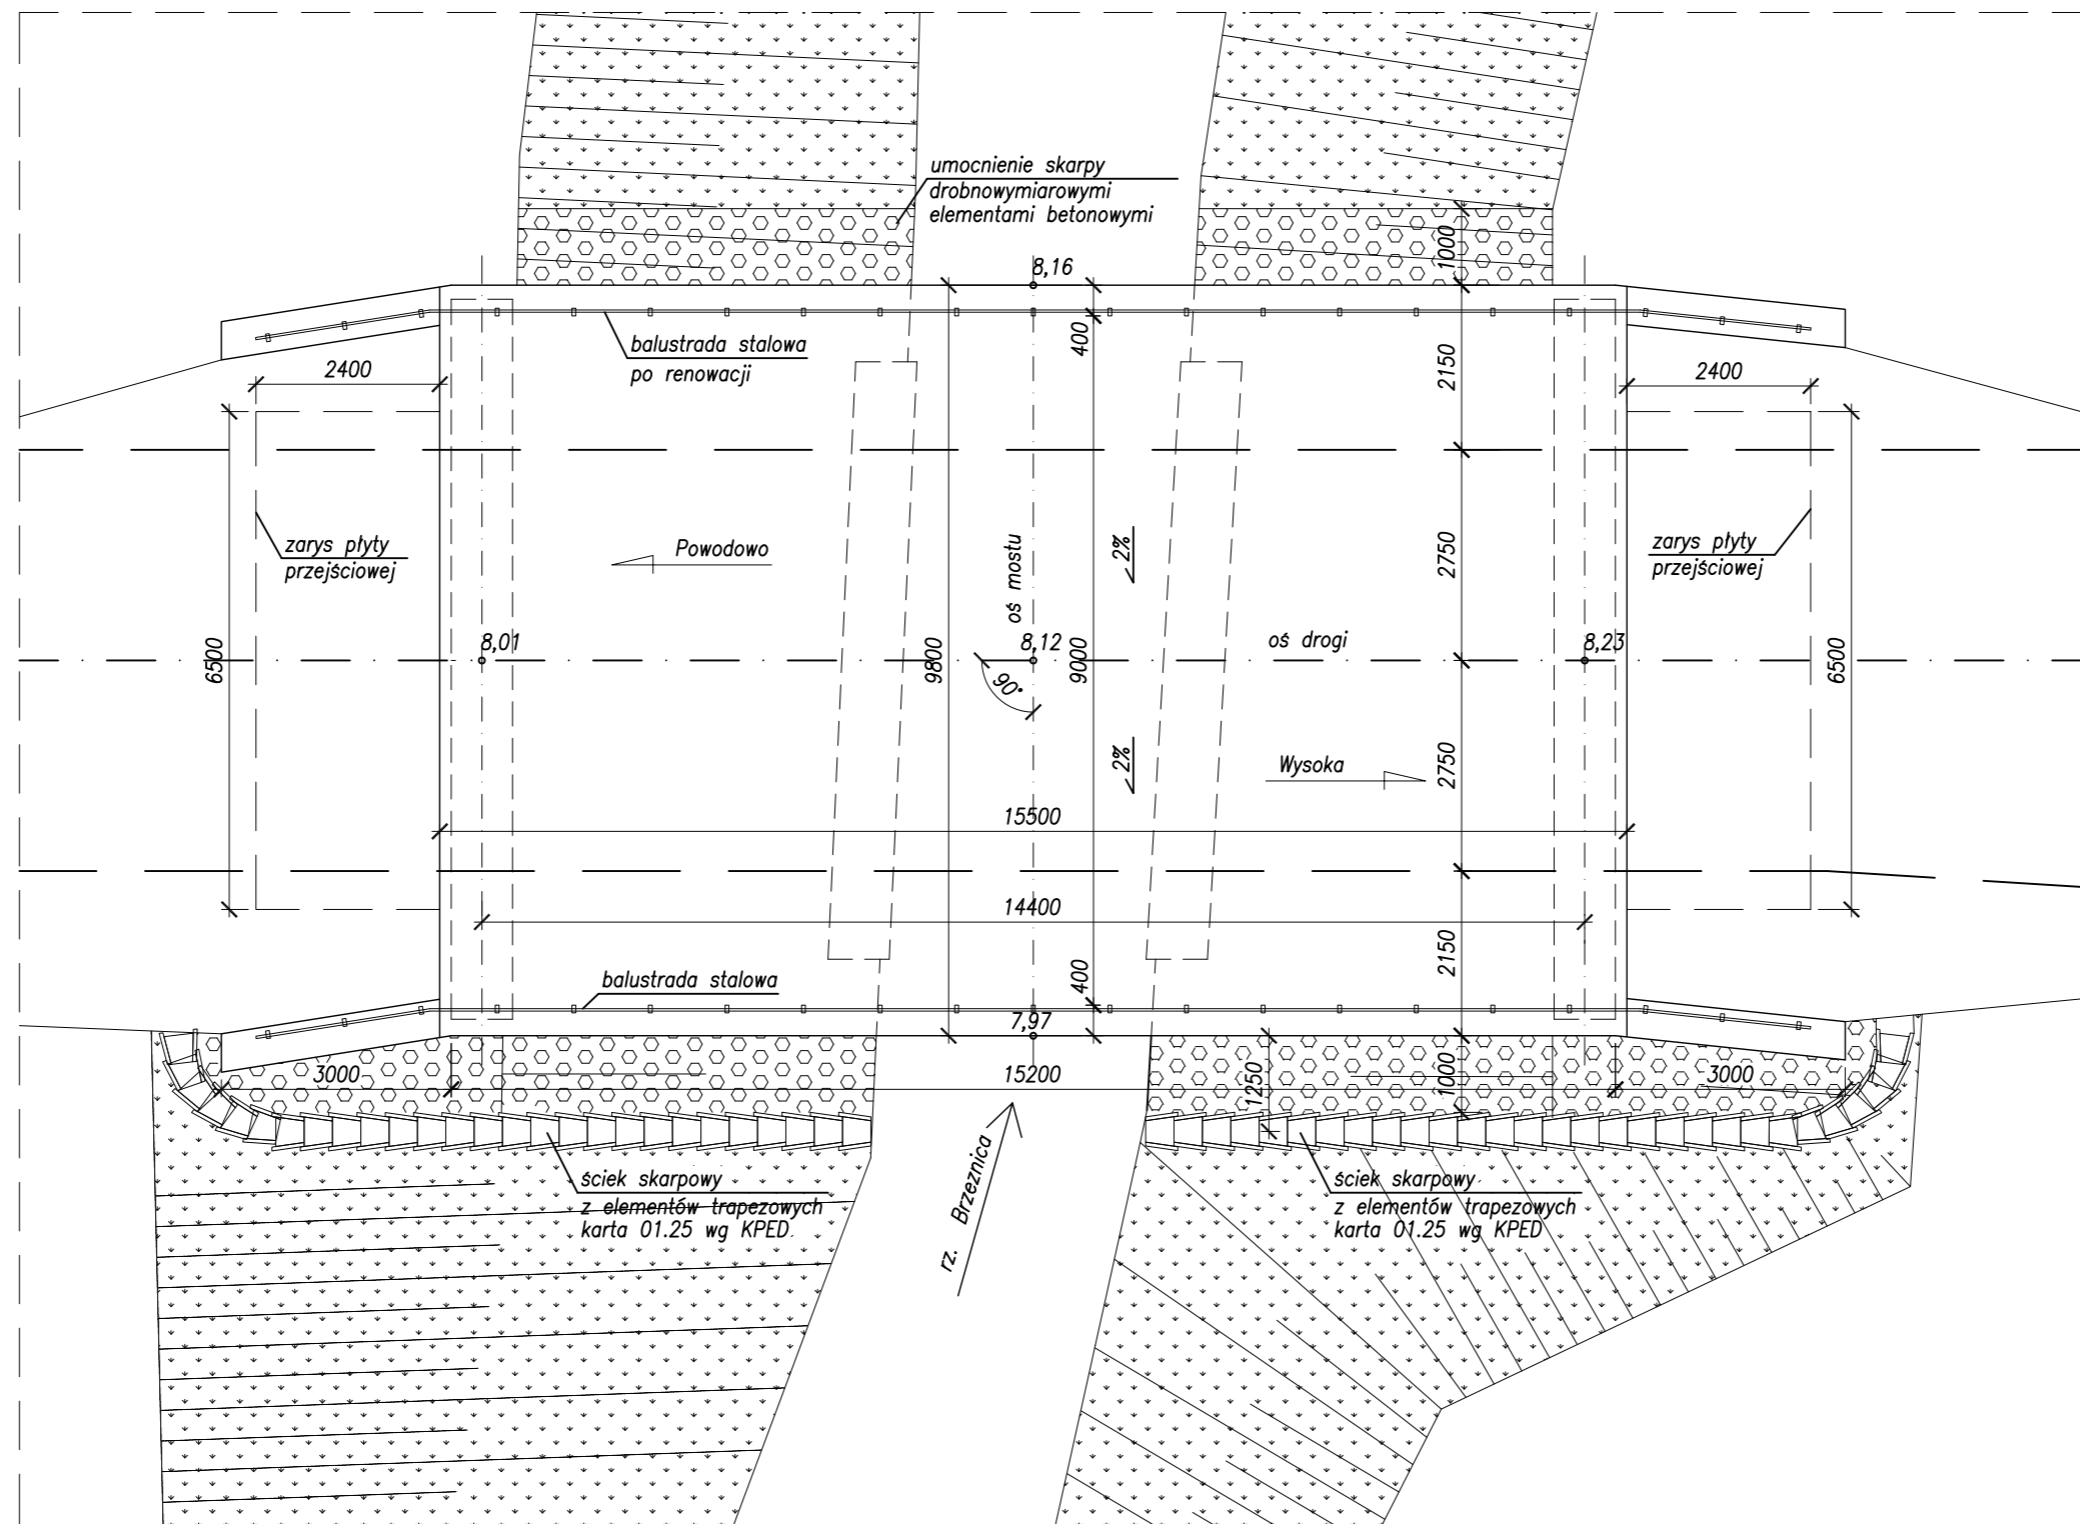 umocnienie skarpy
drobnowymiarowymi
elementami betonowymi
1000
8,16
balustrada stalowa
po renowacji
400
2150
2400
2400
zarys płyty
przejściowej
Powodowo
oś mostu
2%
2750
zarys płyty
przejściowej
6500
8,01
9800
8,12
9000
oś drogi
8,23
6500
90°
2%
Wysoka
2750
15500
14400
balustrada stalowa
400
2150
7,97
3000
15200
1250
1000
3000
rz. Brzeznica
ściek skarpowy
z elementów trapezowych
karta 01.25 wg KPED
ściek skarpowy
z elementów trapezowych
karta 01.25 wg KPED